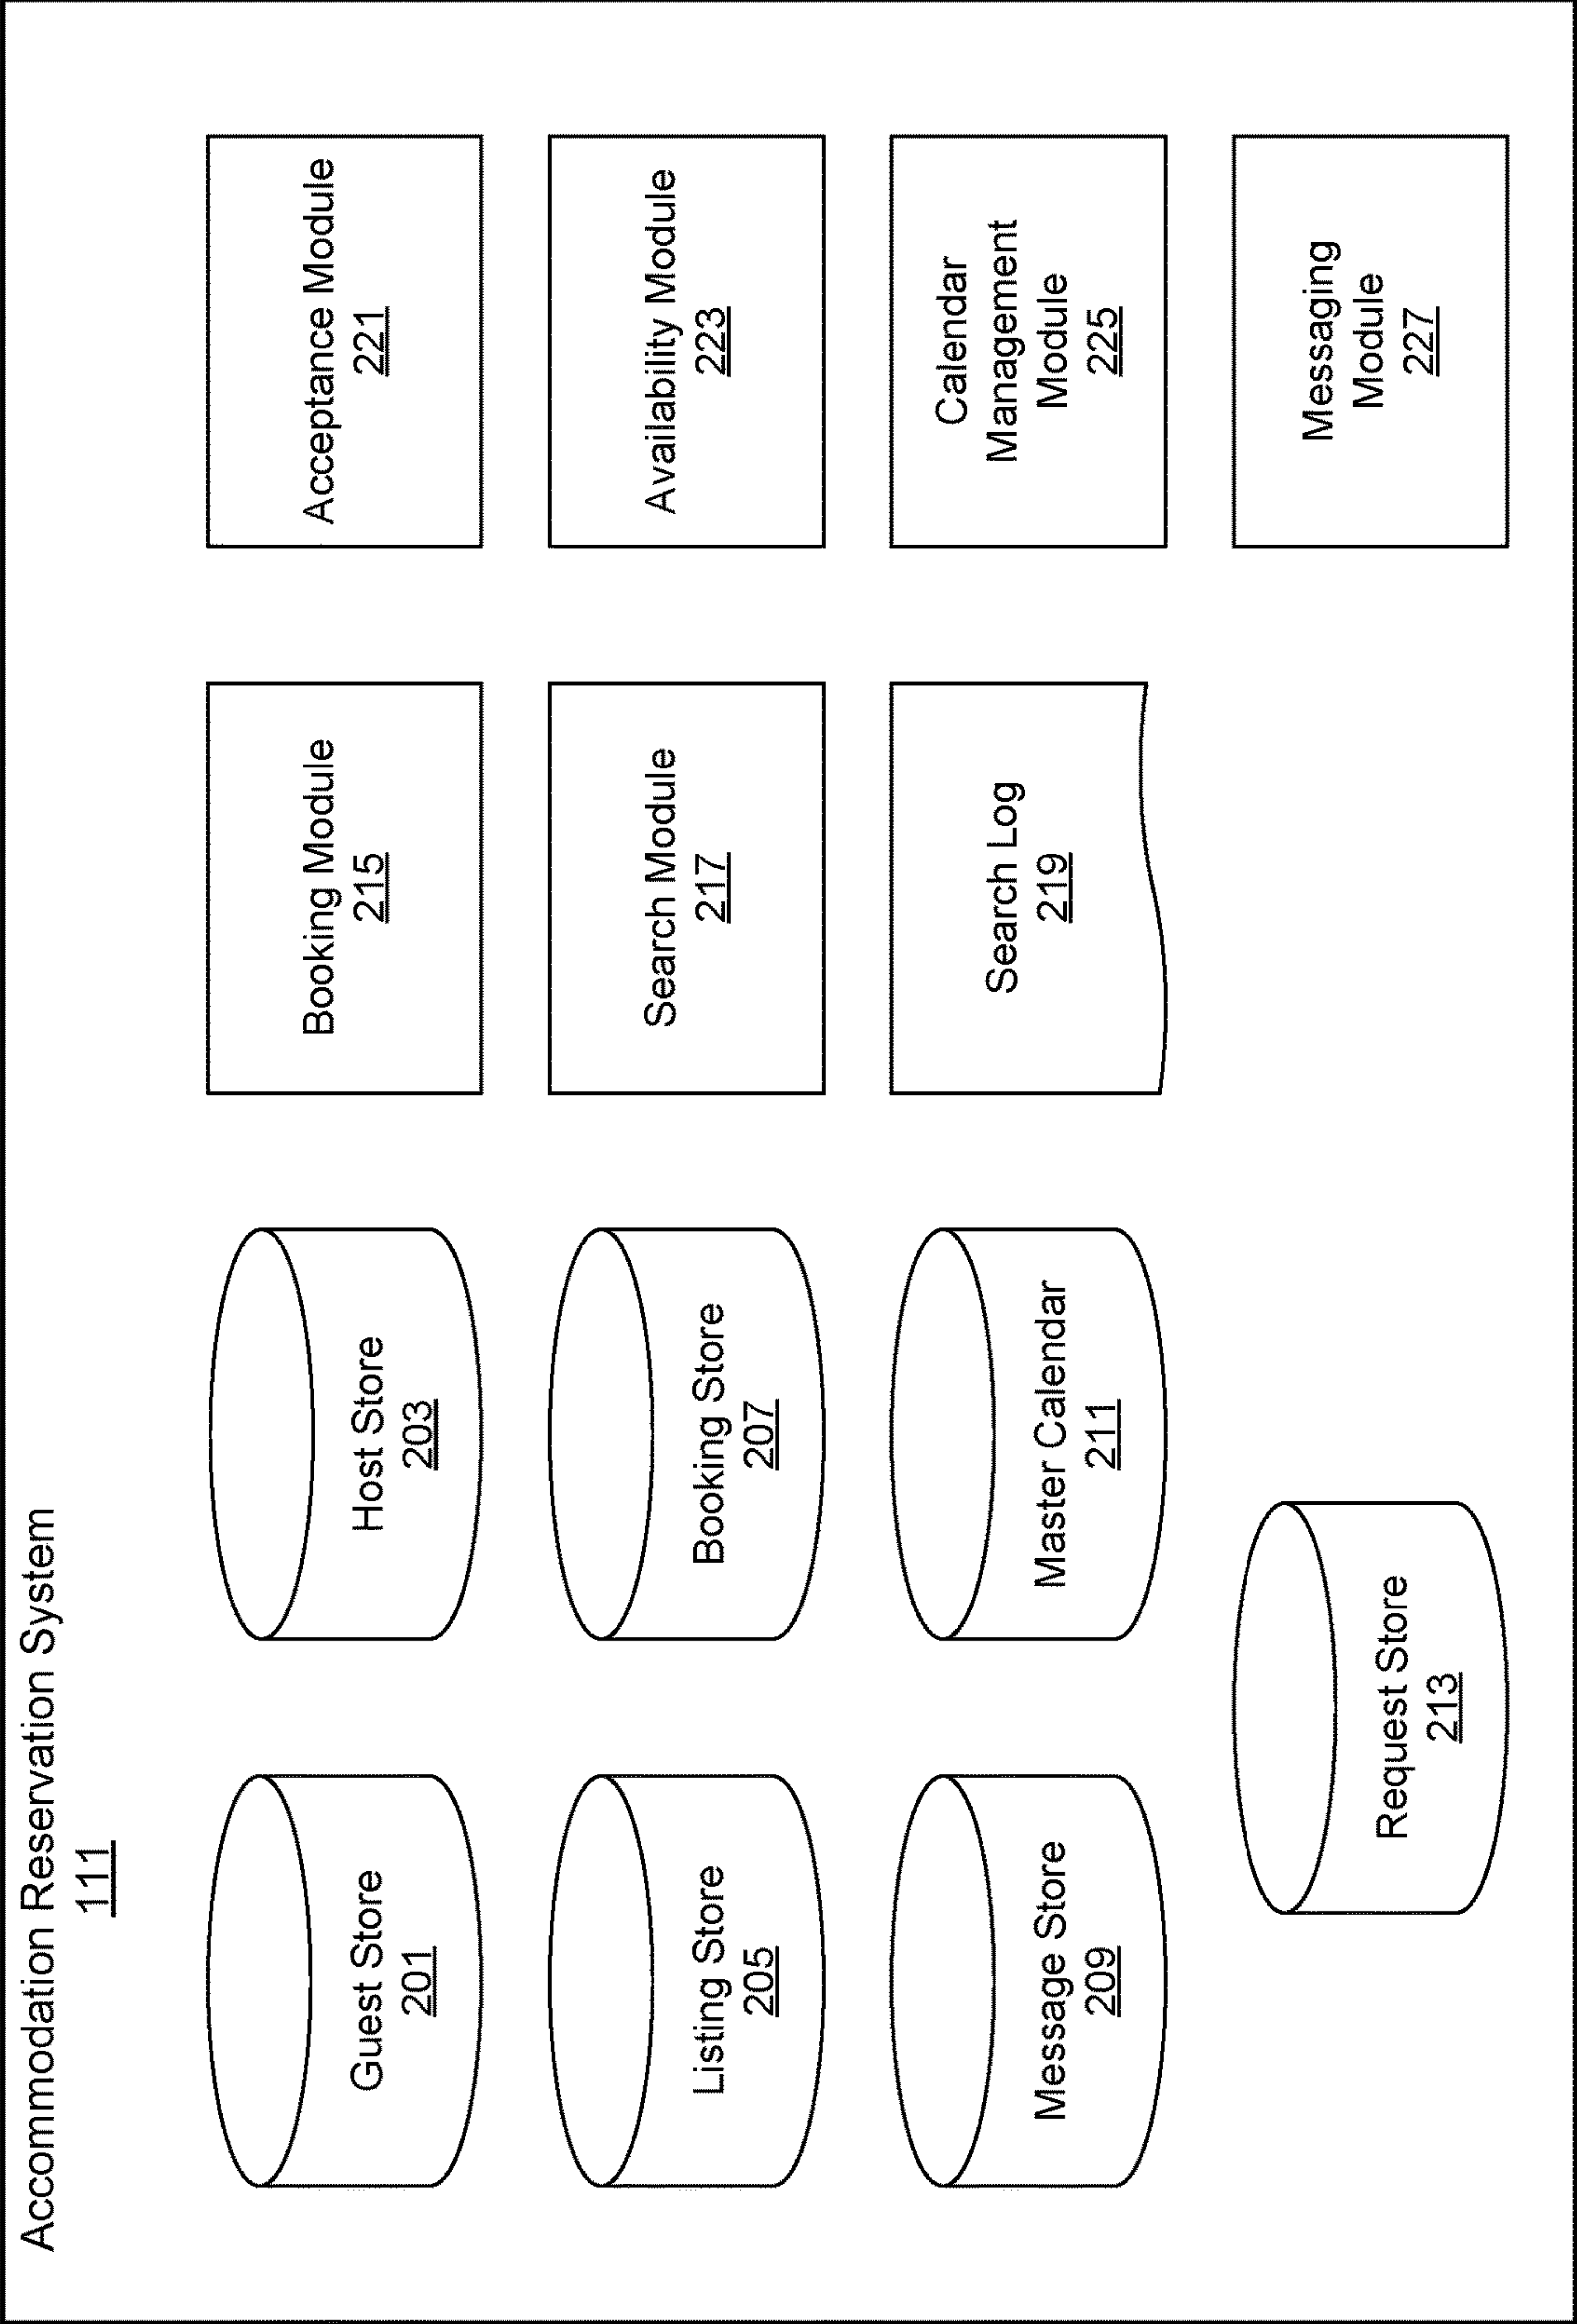 Accommodation Reservation System
111
Guest Store
201
Host Store
203
Booking Module
215
Acceptance Module
221
Listing Store
205
Booking Store
207
Search Module
217
Availability Module
223
Message Store
209
Master Calendar
211
Search Log
219
Calendar
Management
Module
225
Request Store
213
Messaging
Module
227